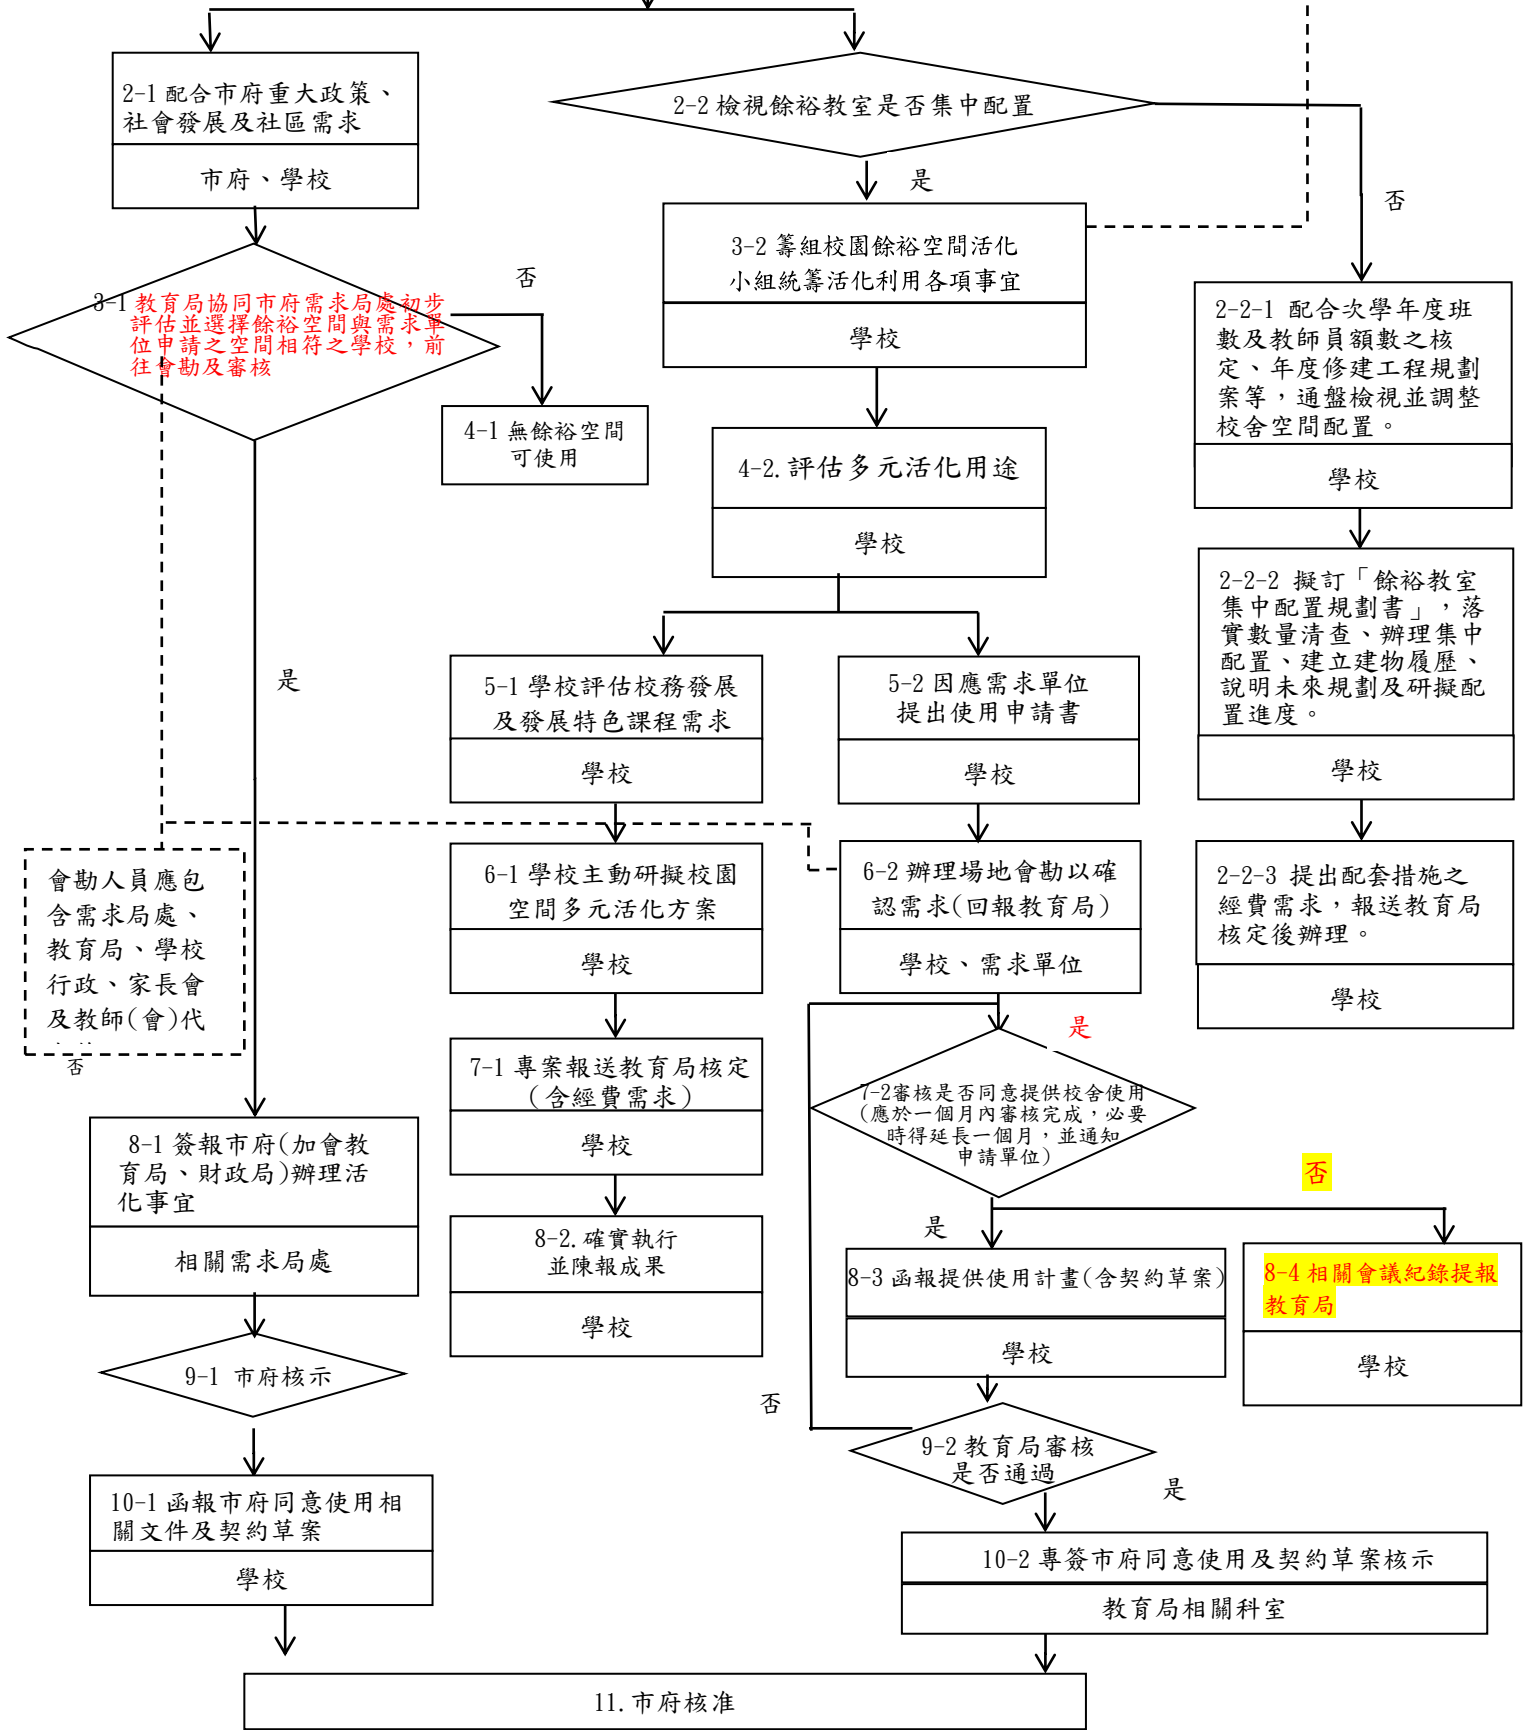 2-1 配合市府重大政策、
社會發展及社區需求
市府、學校
2-2 檢視餘裕教室是否集中配置
是
否
3-1 教育局協同市府需求局處初步
評估並選擇餘裕空間與需求單
位申請之空間相符之學校，前
往會勘及審核
否
4-1 無餘裕空間
可使用
是
3-2 籌組校園餘裕空間活化
小組統籌活化利用各項事宜
學校
2-2-1 配合次學年度班
數及教師員額數之核
定、年度修建工程規劃
案等，通盤檢視並調整
校舍空間配置。
學校
4-2.評估多元活化用途
學校
2-2-2 擬訂「餘裕教室
集中配置規劃書」，落
實數量清查、辦理集中
配置、建立建物履歷、
說明未來規劃及研擬配
置進度。
學校
5-1 學校評估校務發展
及發展特色課程需求
學校
5-2 因應需求單位
提出使用申請書
學校
會勘人員應包
含需求局處、
教育局、學校
行政、家長會
及教師(會)代
否
6-1 學校主動研擬校園
空間多元活化方案
學校
6-2 辦理場地會勘以確
認需求(回報教育局)
學校、需求單位
2-2-3 提出配套措施之
經費需求，報送教育局
核定後辦理。
學校
是
7-1 專案報送教育局核定
(含經費需求)
學校
7-2審核是否同意提供校舍使用
(應於一個月內審核完成，必要
時得延長一個月，並通知
申請單位)
否
是
8-1 簽報市府(加會教
育局、財政局)辦理活
化事宜
相關需求局處
8-2.確實執行
並陳報成果
學校
8-3 函報提供使用計畫(含契約草案)
學校
8-4 相關會議紀錄提報
教育局
學校
9-1 市府核示
否
9-2 教育局審核
是否通過
是
10-1 函報市府同意使用相
關文件及契約草案
學校
10-2 專簽市府同意使用及契約草案核示
教育局相關科室
11.市府核准